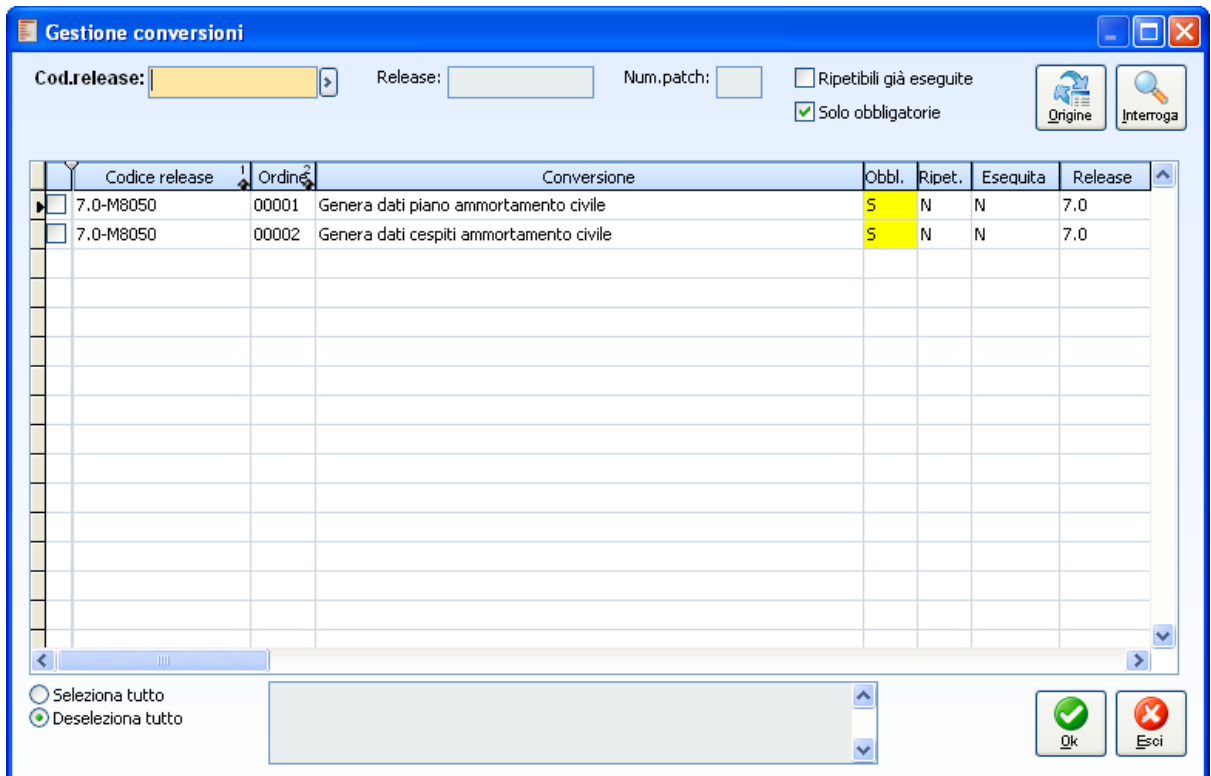 Gestione conversioni
Cod.release: Release: Num.patch: Ripetibili già eseguite
Solo obbligatorie
Origine Interroga
Codice release 1 Ordine 2 Conversione Obbl. Ripet. Eseguita Release
7.0-M8050 00001 Genera dati piano ammortamento civile S N N 7.0
7.0-M8050 00002 Genera dati cespiti ammortamento civile S N N 7.0
Seleziona tutto
Deseleziona tutto
Ok Esci